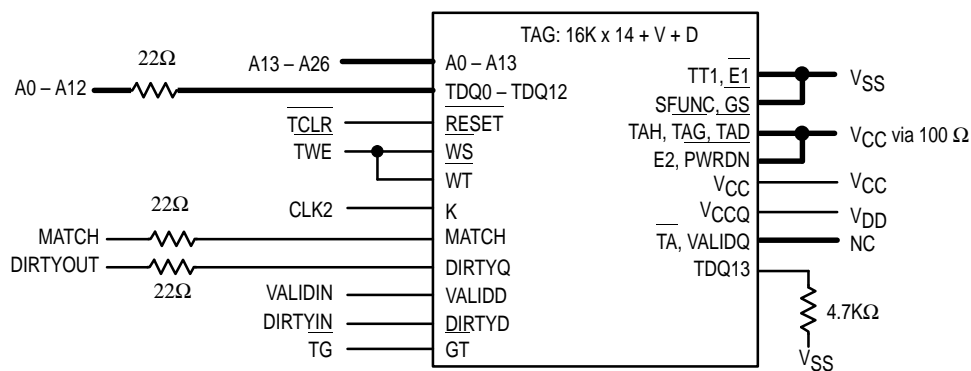 TAG: 16K x 14 + V + D
22Ω
A13 – A26
A0 – A13
A0 – A12
TDQ0 – TDQ12
TCLR
RESET
TWE
WS
WT
CLK2
K
22Ω
MATCH
MATCH
DIRTYOUT
DIRTYQ
22Ω
VALIDIN
VALIDD
DIRTYIN
DIRTYD
TG
GT
TT1, E1
VSS
SFUNC, GS
TAH, TAG, TAD
VCC via 100 Ω
E2, PWRDN
VCC
VCC
VCCQ
VDD
TA, VALIDQ
NC
TDQ13
4.7KΩ
VSS